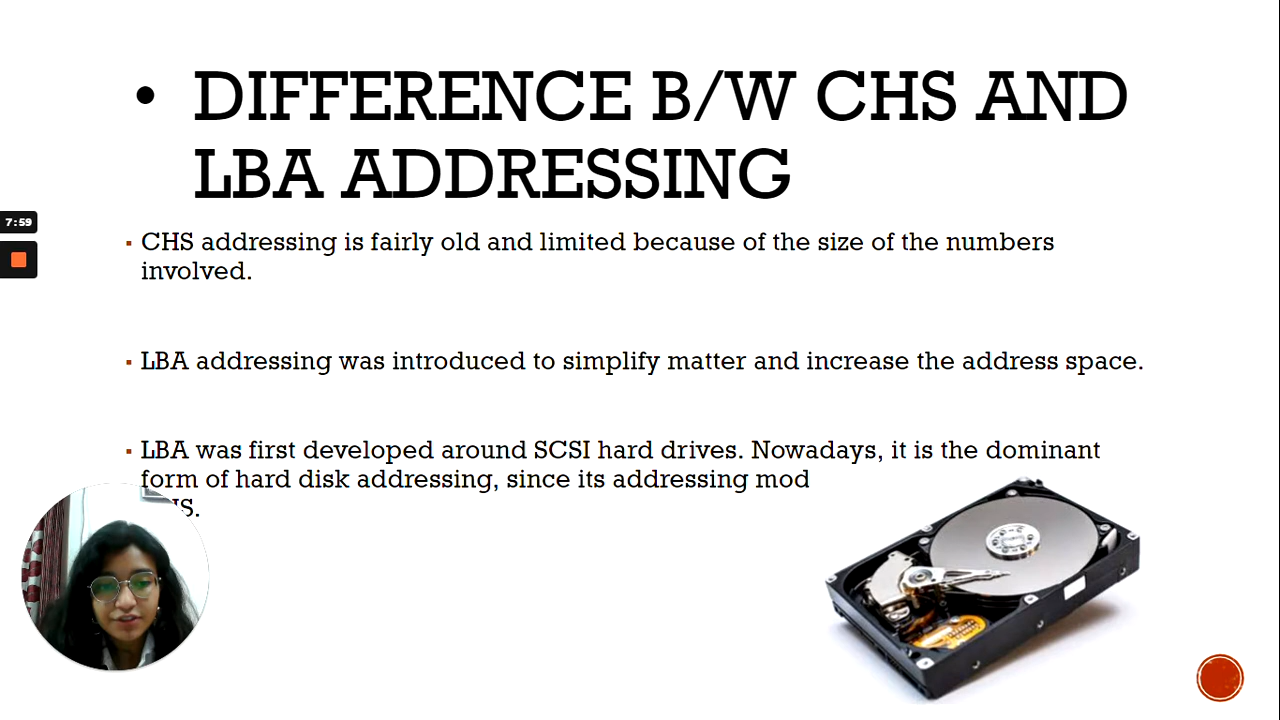 • DIFFERENCE B/W CHS AND
LBA ADDRESSING
7:59
▪ CHS addressing is fairly old and limited because of the size of the numbers
involved.
▪ LBA addressing was introduced to simplify matter and increase the address space.
▪ LBA was first developed around SCSI hard drives. Nowadays, it is the dominant
form of hard disk addressing, since its addressing mod